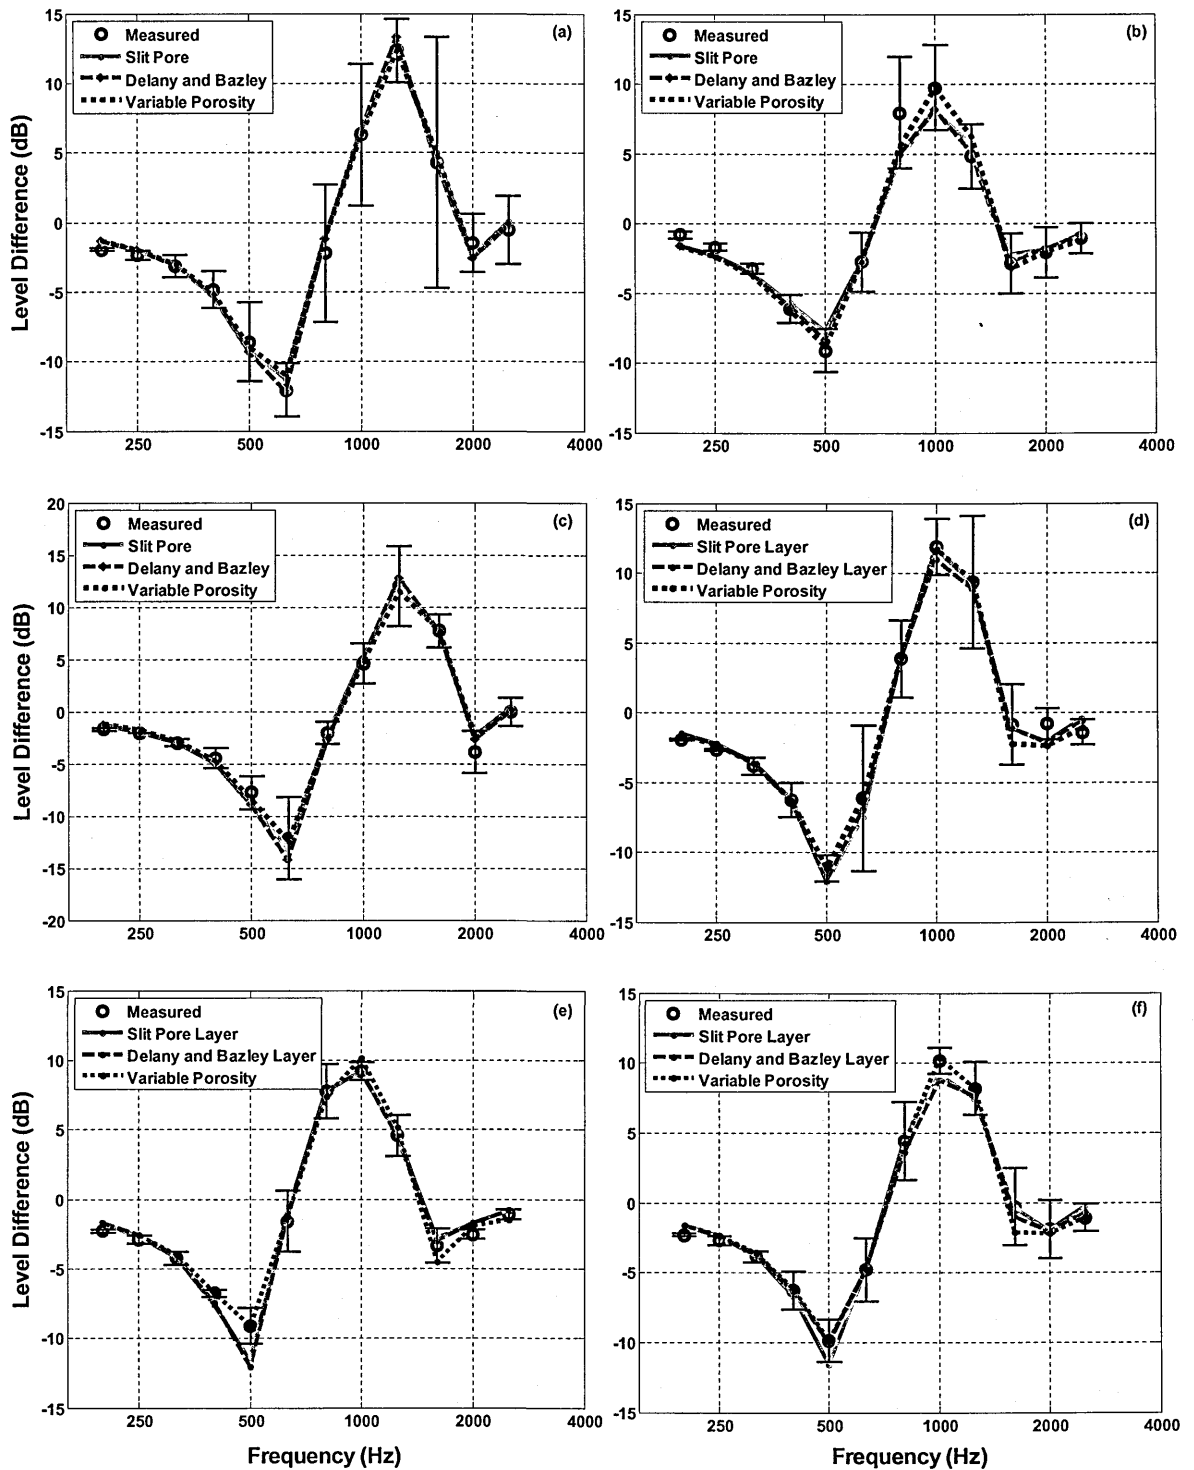 (a)
Measured
Slit Pore
Delany and Bazley
Variable Porosity
15
10
5
0
-5
-10
-15
250
500
1000
2000
4000
Level Difference (dB)
(b)
Measured
Slit Pore
Delany and Bazley
Variable Porosity
15
10
5
0
-5
-10
-15
250
500
1000
2000
4000
(c)
Measured
Slit Pore
Delany and Bazley
Variable Porosity
20
15
10
5
0
-5
-10
-15
-20
250
500
1000
2000
4000
Level Difference (dB)
(d)
Measured
Slit Pore Layer
Delany and Bazley Layer
Variable Porosity
15
10
5
0
-5
-10
-15
250
500
1000
2000
4000
(e)
Measured
Slit Pore Layer
Delany and Bazley Layer
Variable Porosity
15
10
5
0
-5
-10
-15
250
500
1000
2000
4000
Level Difference (dB)
Frequency (Hz)
(f)
Measured
Slit Pore Layer
Delany and Bazley Layer
Variable Porosity
15
10
5
0
-5
-10
-15
250
500
1000
2000
4000
Frequency (Hz)